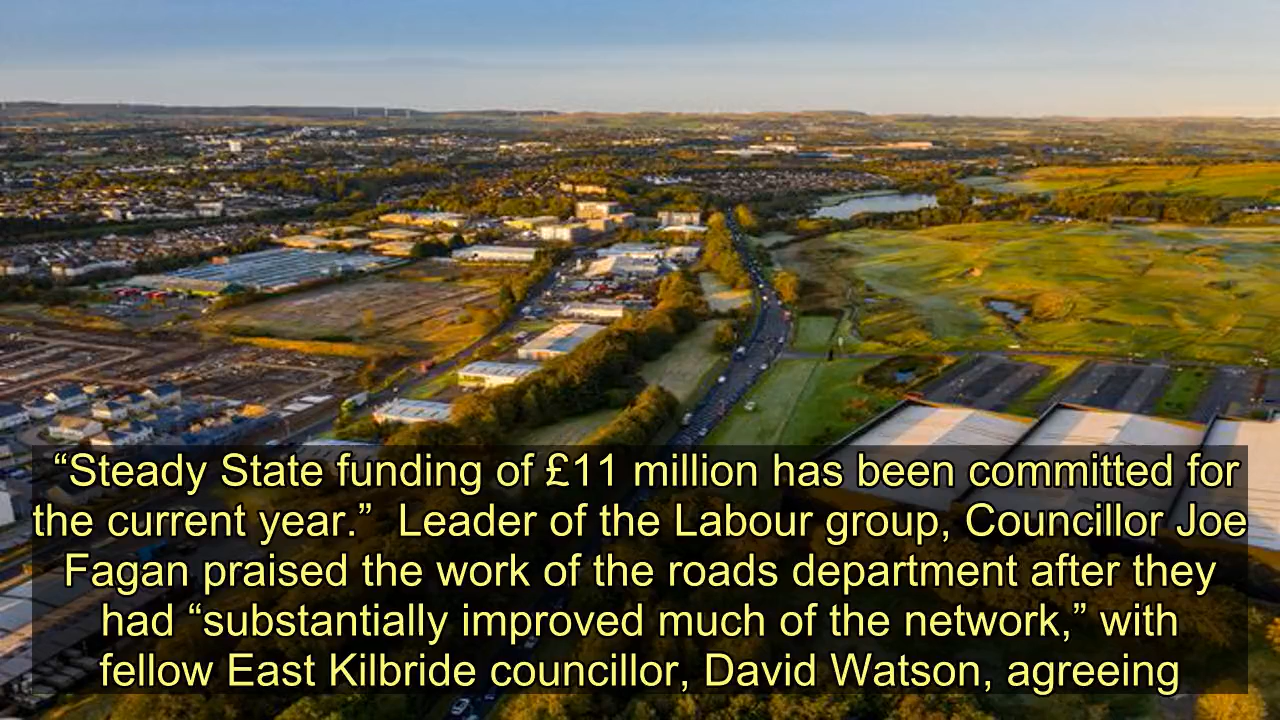 “Steady State funding of £11 million has been committed for
the current year.”  Leader of the Labour group, Councillor Joe
Fagan praised the work of the roads department after they
had “substantially improved much of the network,” with
fellow East Kilbride councillor, David Watson, agreeing